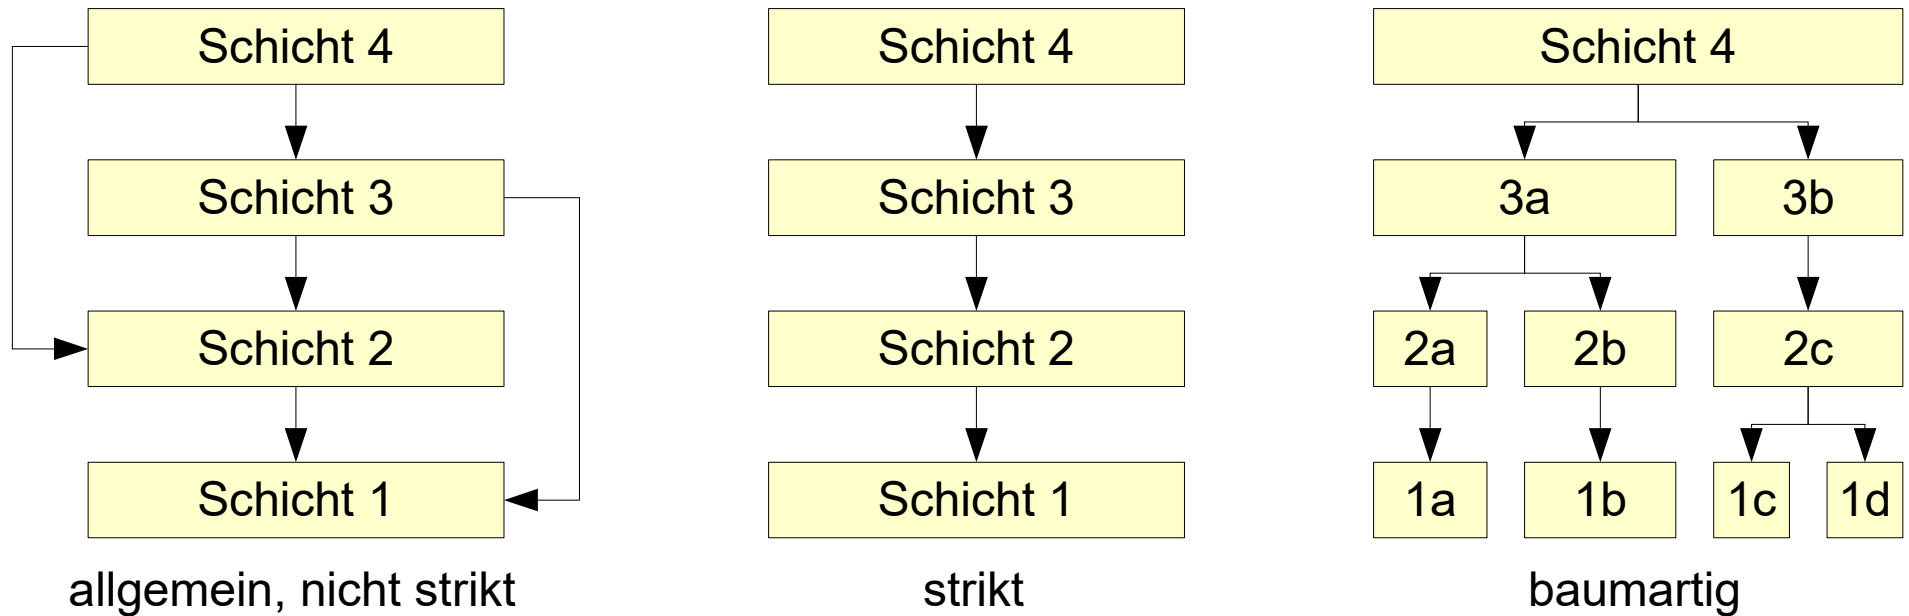 Schicht 4
Schicht 3
Schicht 2
Schicht 1
allgemein, nicht strikt
Schicht 4
Schicht 3
Schicht 2
Schicht 1
strikt
Schicht 4
3a 3b
2a 2b 2c
1a 1b 1c 1d
baumartig